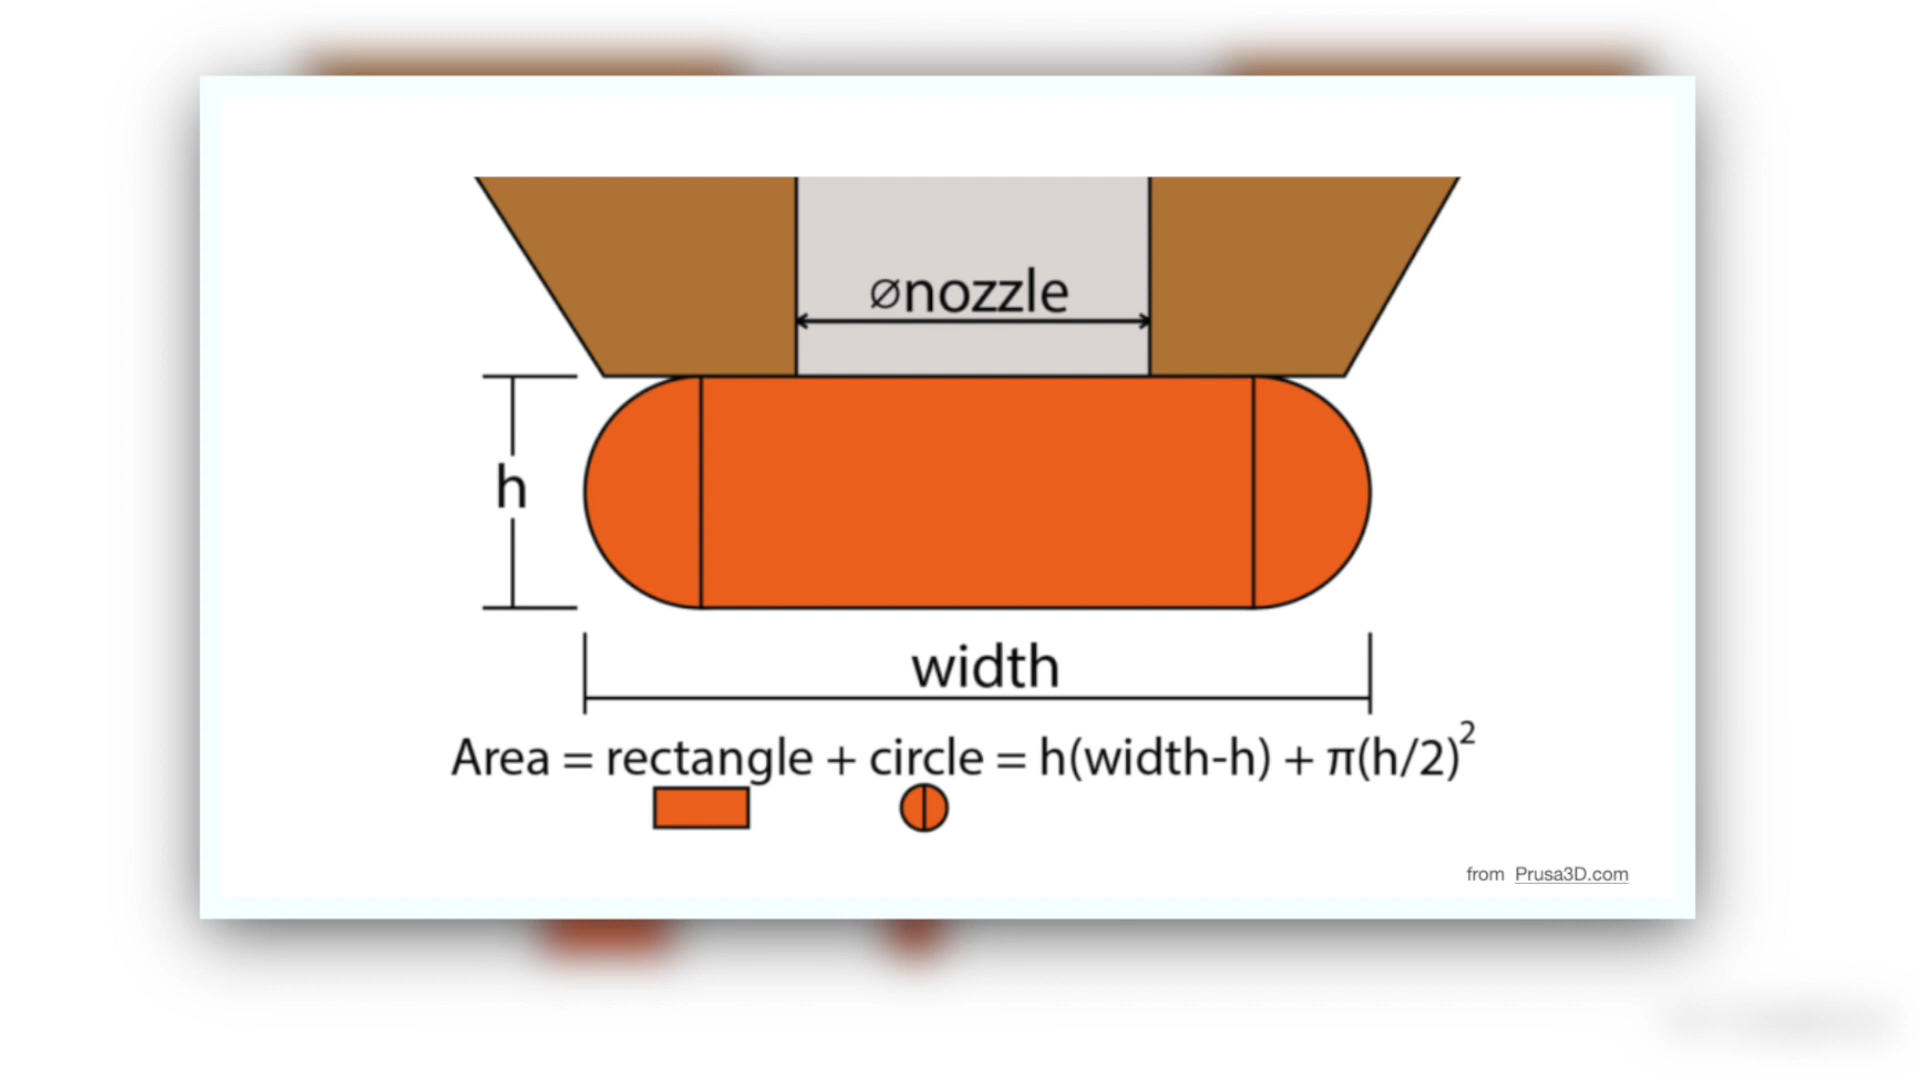 ⌀nozzle
h
width
Area = rectangle + circle = h(width-h) + π(h/2)²
from Prusa3D.com